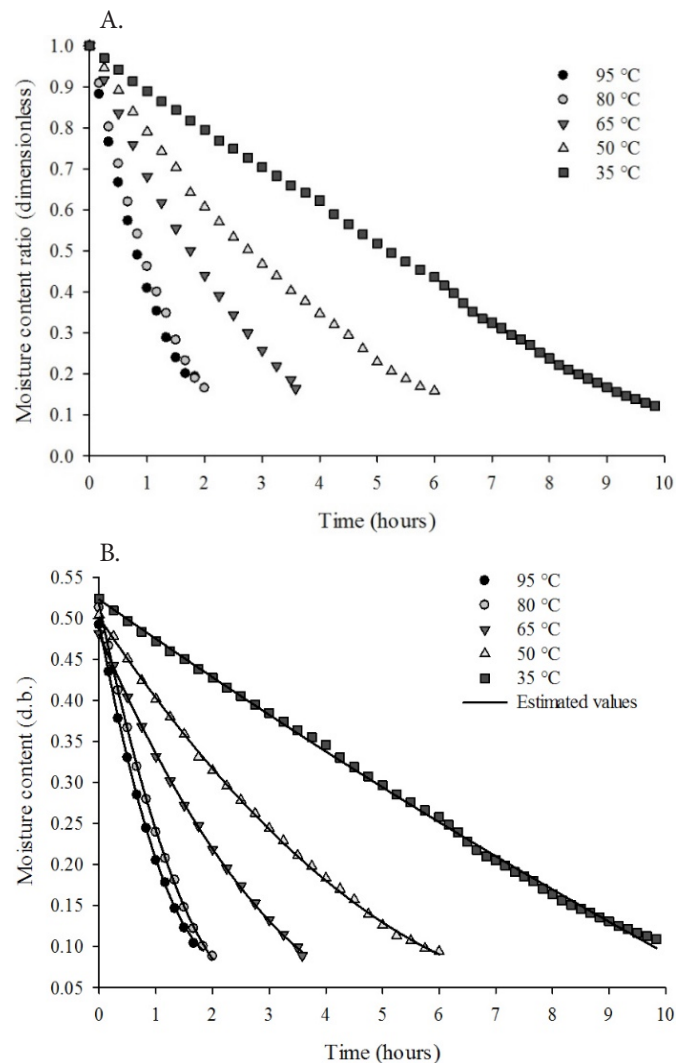 A.
Moisture content ratio (dimensionless)
1.0
0.9
0.8
0.7
0.6
0.5
0.4
0.3
0.2
0.1
0.0
95 °C
80 °C
65 °C
50 °C
35 °C
0 1 2 3 4 5 6 7 8 9 10
Time (hours)
B.
Moisture content (d.b.)
0.55
0.50
0.45
0.40
0.35
0.30
0.25
0.20
0.15
0.10
0.05
95 °C
80 °C
65 °C
50 °C
35 °C
Estimated values
0 1 2 3 4 5 6 7 8 9 10
Time (hours)